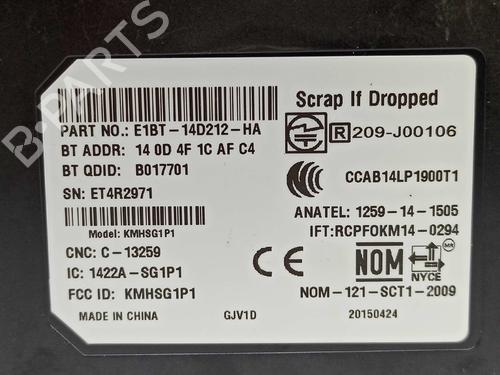 PART NO.: E1BT-14D212-HA
BT ADDR: 14 0D 4F 1C AF C4
BT QDID: B017701
SN: ET4R2971
Model: KMHSG1P1
CNC: C-13259
IC: 1422A-SG1P1
FCC ID: KMHSG1P1
MADE IN CHINA
GJV1D
Scrap If Dropped
R 209-J00106
CCAB14LP1900T1
ANATEL: 1259-14-1505
IFT:RCPFOKM14-0294
NOM
NYCE
MR
NOM-121-SCT1-2009
20150424